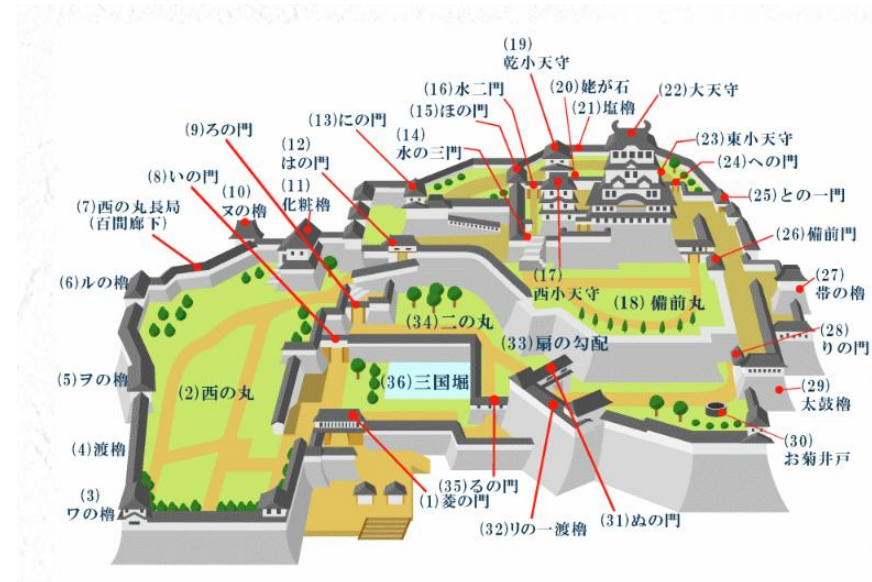 (19)
乾小天守
(20)姥が石
(16)水二門
(22)大天守
(15)ほの門
(21)塩櫓
(13)にの門
(14)
水の三門
(23)東小天守
(9)ろの門
(12)
はの門
(24)への門
(8)いの門
(10)
ヌの櫓
(11)
化粧櫓
(25)との一門
(7)西の丸長局
(百間廊下)
(26)備前門
(6)ルの櫓
(17)
西小天守
(18)備前丸
(27)
帯の櫓
(34)二の丸
(33)扇の勾配
(28)
りの門
(5)ヲの櫓
(2)西の丸
(36)三国堀
(29)
太鼓櫓
(4)渡櫓
(30)
お菊井戸
(3)
ワの櫓
(35)るの門
(1)菱の門
(31)ぬの門
(32)リの一渡櫓